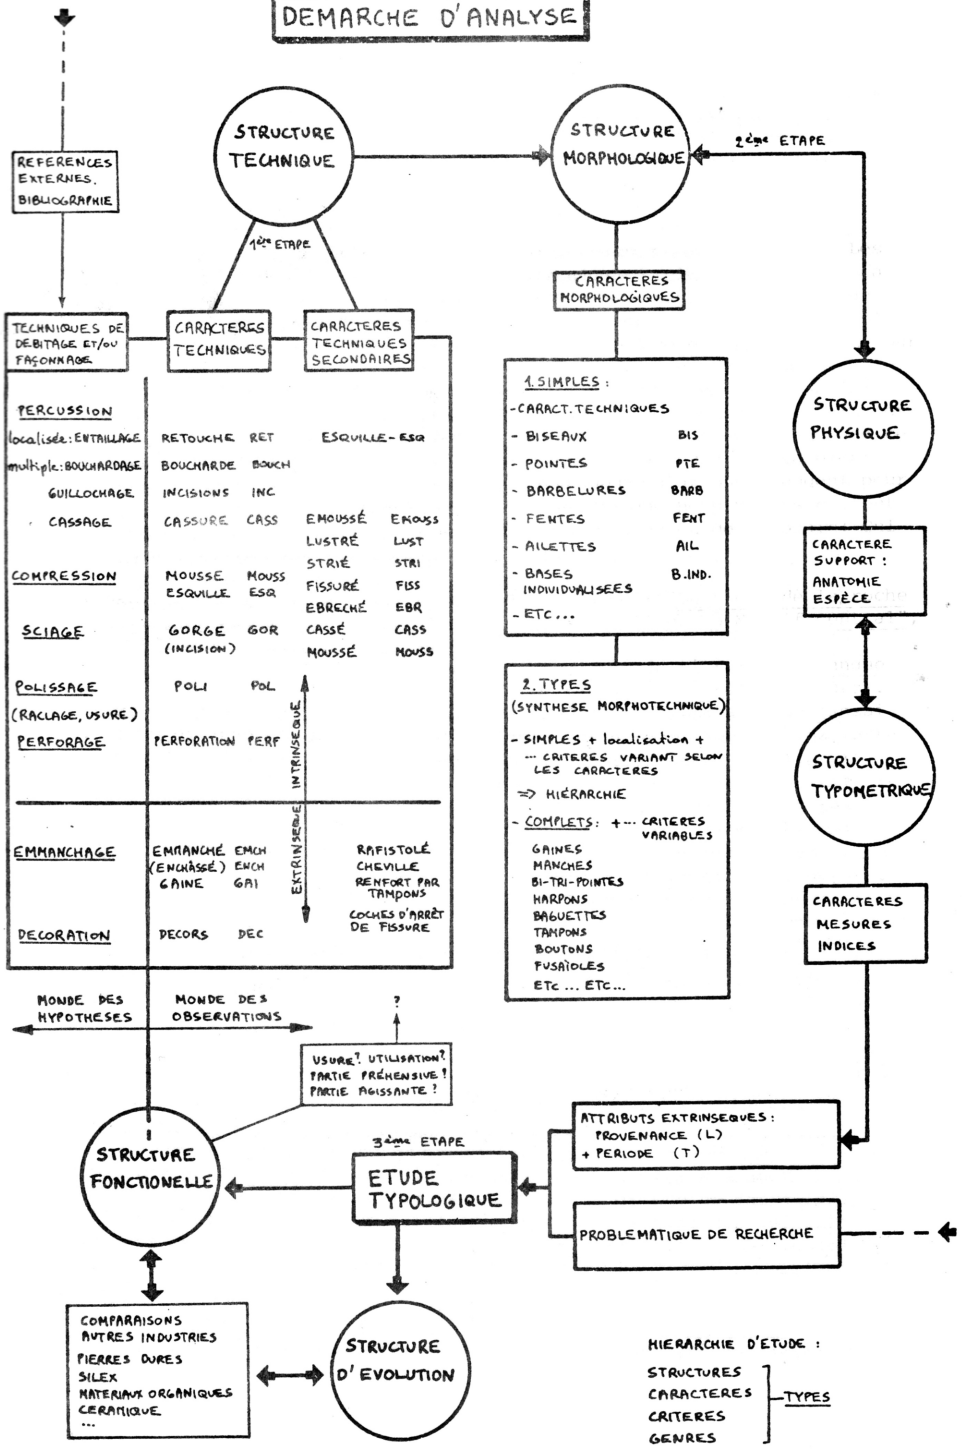 DEMARCHE D'ANALYSE
STRUCTURE
TECHNIQUE
STRUCTURE
MORPHOLOGIQUE
2ème ETAPE
REFERENCES
EXTERNES.
BIBLIOGRAPHIE
1ère ETAPE
CARACTERES
MORPHOLOGIQUES
TECHNIQUES DE
DÉBITAGE ET/OU
FAÇONNAGE
CARACTERES
TECHNIQUES
CARACTERES
TECHNIQUES
SECONDAIRES
PERCUSSION
localisée: ENTAILLAGE RETOUCHE RET ESQUILLE-ESQ
multiple: BOUCHARDAGE BOUCHARDE BOUCH
GUILLOCHAGE INCISIONS INC
CASSAGE CASSURE CASS EMOUSSÉ EMOUSS
LUSTRÉ LUST
STRIÉ STRI
COMPRESSION MOUSSE MOUSS FISSURÉ FISS
ESQUILLE ESQ
EBRECHÉ EBR
SCIAGE GORGE GOR CASSÉ CASS
(INCISION) MOUSSÉ MOUSS
POLISSAGE POLI POL
(RACLAGE, USURE)
PERFORAGE PERFORATION PERF
EXTRINSEQUE INTRINSEQUE
EMMANCHAGE EMMANCHÉ EMCH RAFISTOLÉ
(ENCHÂSSÉ) ENCH CHEVILLE
GAINE GAI RENFORT PAR
TAMPONS
COCHES D'ARRÊT
DE FISSURE
DECORATION DECORS DEC
1. SIMPLES :
- CARACT. TECHNIQUES
- BISEAUX BIS
- POINTES PTE
- BARBELURES BARB
- FENTES FENT
- AILETTES AIL
- BASES B.IND.
INDIVIDUALISEES
- ETC ...
2. TYPES
(SYNTHESE MORPHOTECHNIQUE)
- SIMPLES + localisation +
... CRITERES VARIANT SELON
LES CARACTERES
=> HIÉRARCHIE
- COMPLETS: +... CRITERES
VARIABLES
GAINES
MANCHES
BI-TRI-POINTES
HARPONS
BAGUETTES
TAMPONS
BOUTONS
FUSAÏOLES
ETC ... ETC ...
STRUCTURE
PHYSIQUE
CARACTERE
SUPPORT :
ANATOMIE
ESPÈCE
STRUCTURE
TYPOMETRIQUE
CARACTERES
MESURES
INDICES
MONDE DES
HYPOTHESES
MONDE DES
OBSERVATIONS
?
USURE? UTILISATION?
PARTIE PRÉHENSIVE?
PARTIE AGISSANTE?
STRUCTURE
FONCTIONELLE
3ème ETAPE
ETUDE
TYPOLOGIQUE
ATTRIBUTS EXTRINSEQUES :
PROVENANCE (L)
+ PERIODE (T)
PROBLEMATIQUE DE RECHERCHE
COMPARAISONS
AUTRES INDUSTRIES
PIERRES DURES
SILEX
MATERIAUX ORGANIQUES
CERAMIQUE
...
STRUCTURE
D'EVOLUTION
HIERARCHIE D'ETUDE :
STRUCTURES
CARACTERES
CRITERES
GENRES
TYPES